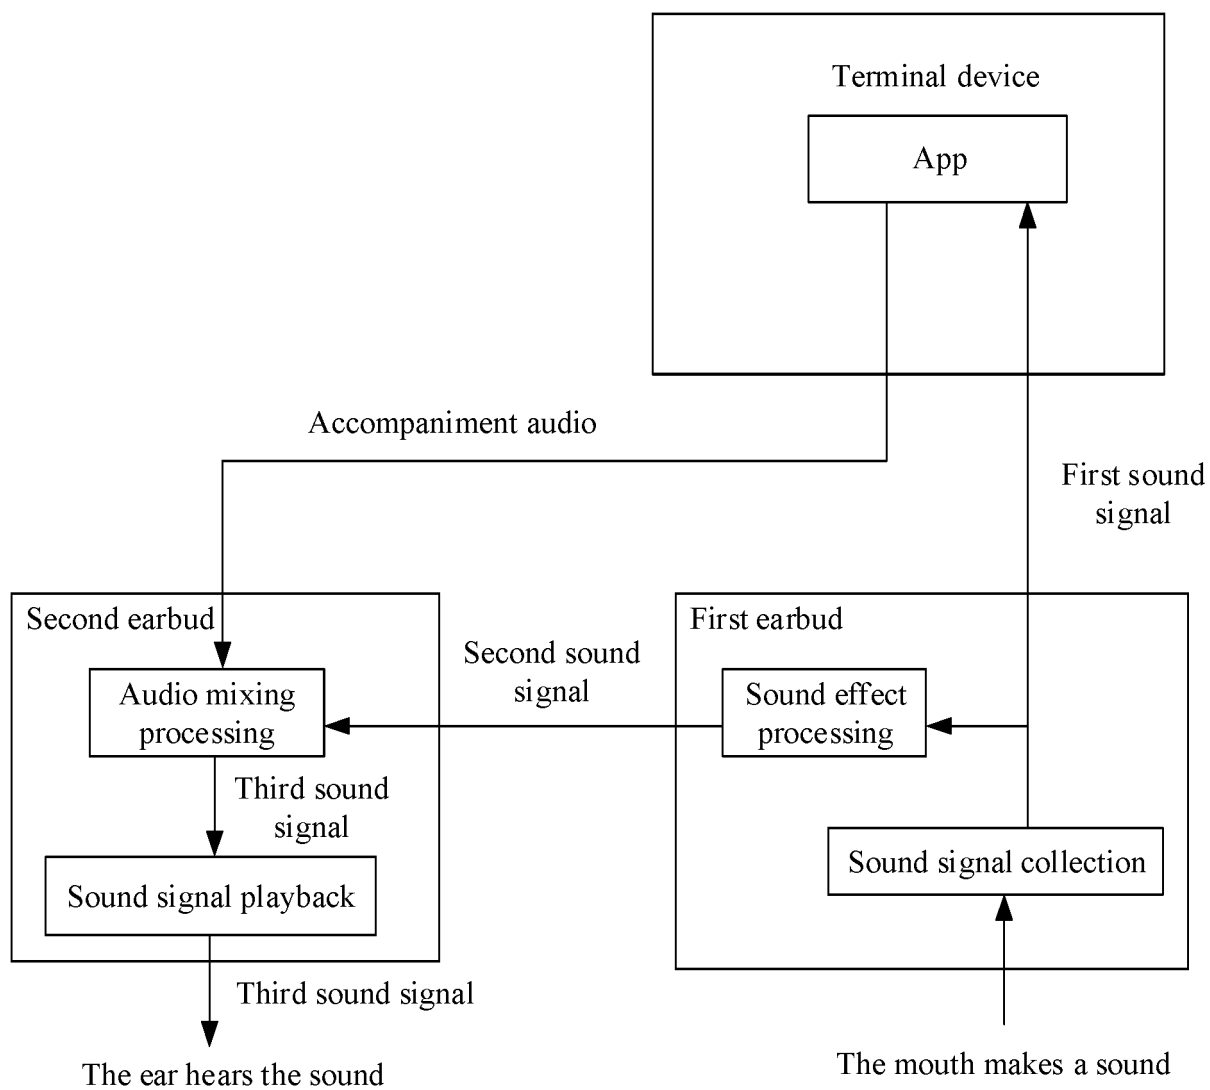 Terminal device
App
Accompaniment audio
First sound
signal
Second earbud
First earbud
Second sound
signal
Audio mixing
processing
Sound effect
processing
Third sound
signal
Sound signal collection
Sound signal playback
Third sound signal
The mouth makes a sound
The ear hears the sound